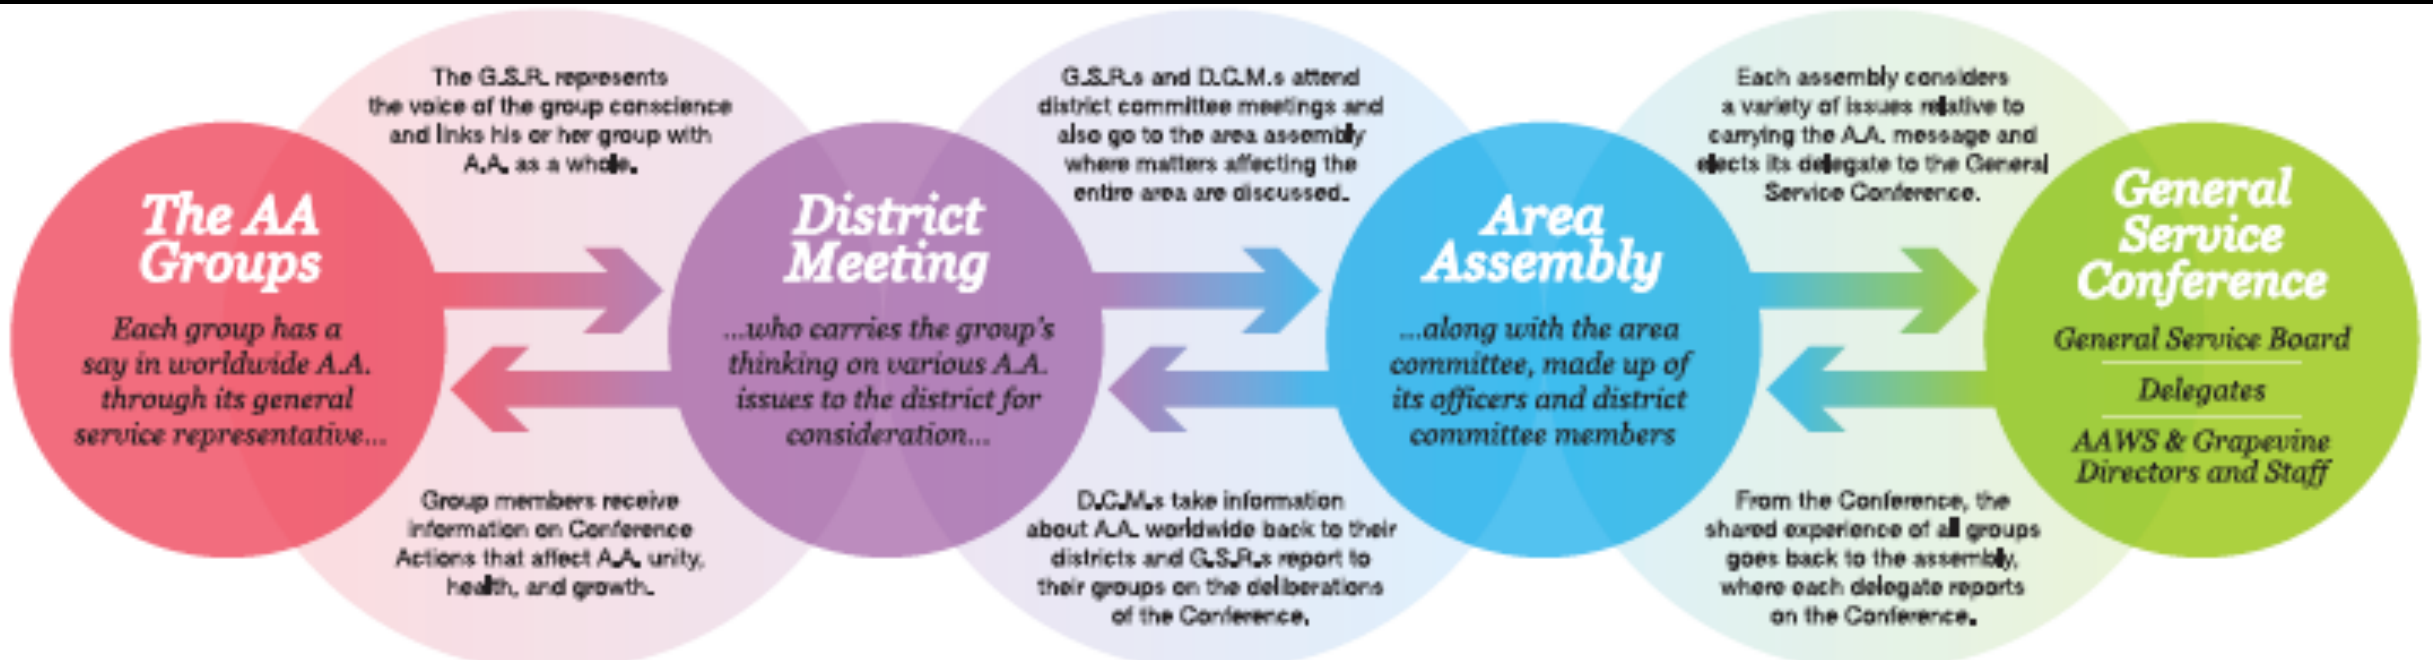 The G.S.R. represents
the voice of the group conscience
and links his or her group with
A.A. as a whole.
G.S.R.s and D.C.M.s attend
district committee meetings and
also go to the area assembly
where matters affecting the
entire area are discussed.
Each assembly considers
a variety of issues relative to
carrying the A.A. message and
elects its delegate to the General
Service Conference.
The AA
Groups
Each group has a
say in worldwide A.A.
through its general
service representative...
District
Meeting
...who carries the group's
thinking on various A.A.
issues to the district for
consideration...
Area
Assembly
...along with the area
committee, made up of
its officers and district
committee members
General
Service
Conference
General Service Board
Delegates
AAWS & Grapevine
Directors and Staff
Group members receive
information on Conference
Actions that affect A.A. unity,
health, and growth.
D.C.M.s take information
about A.A. worldwide back to their
districts and G.S.R.s report to
their groups on the deliberations
of the Conference.
From the Conference, the
shared experience of all groups
goes back to the assembly,
where each delegate reports
on the Conference.